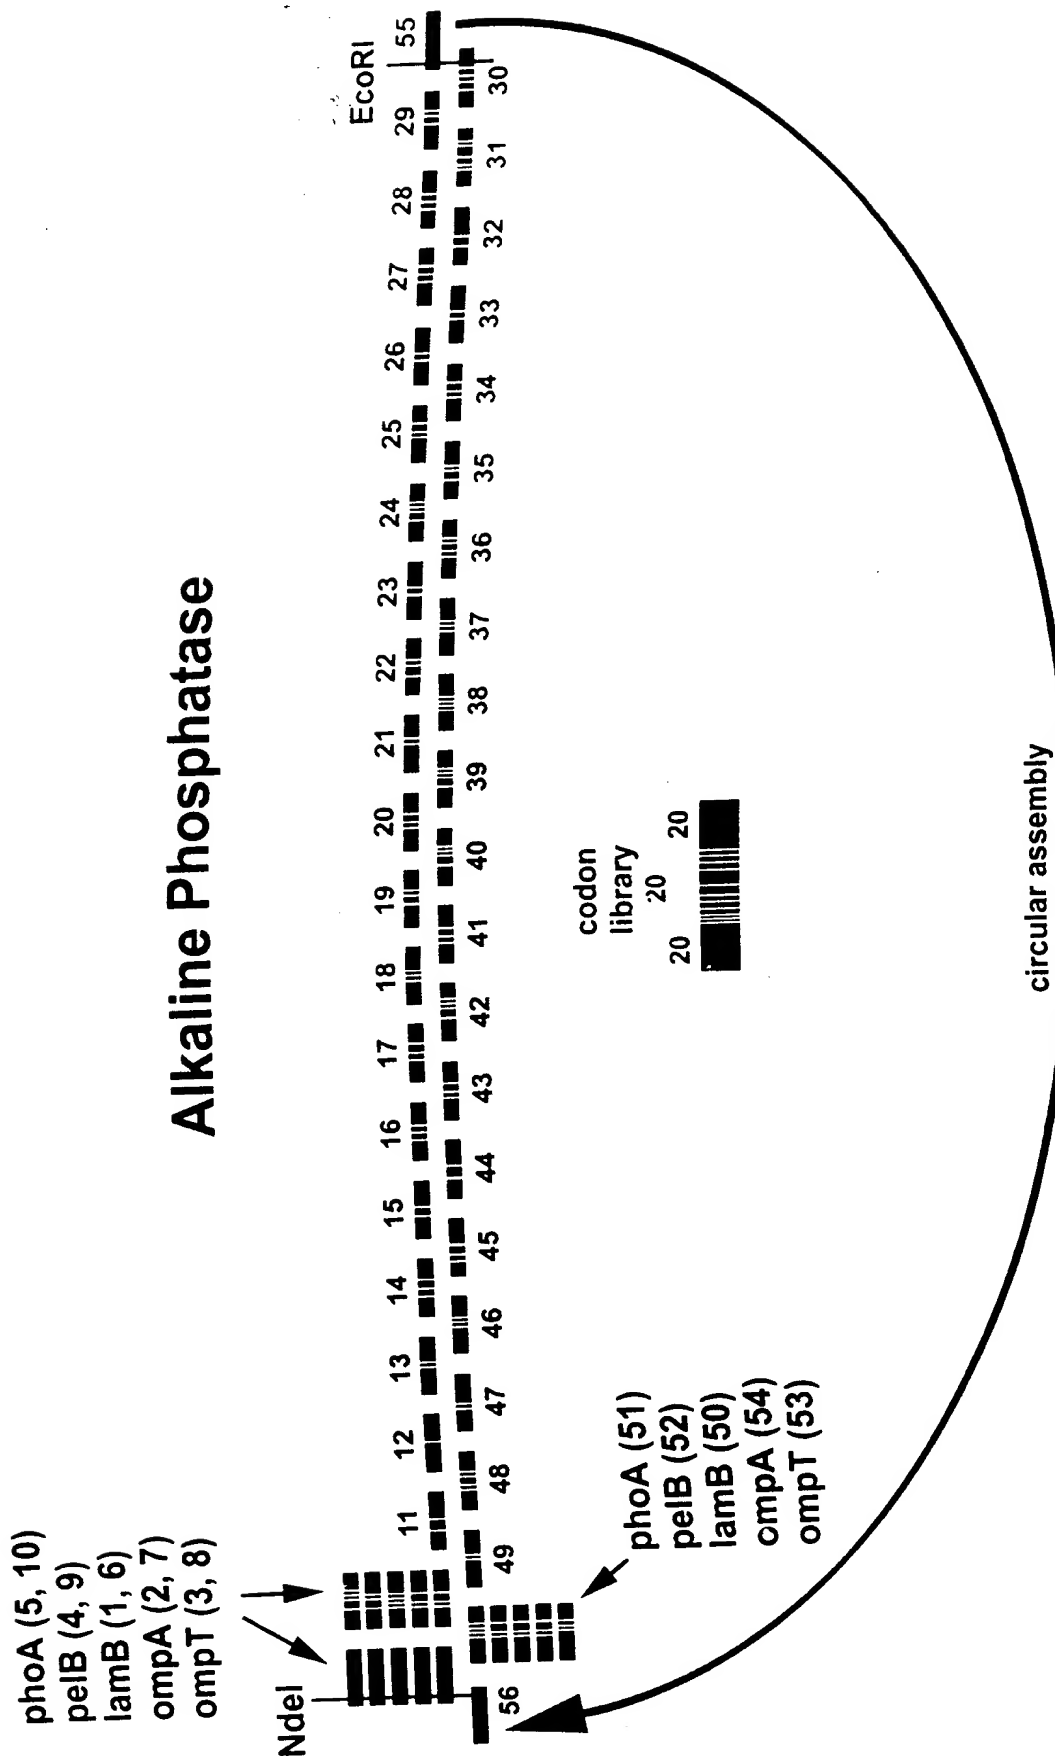 Alkaline Phosphatase
phoA (5, 10)
pelB (4, 9)
lamB (1, 6)
ompA (2, 7)
ompT (3, 8)
NdeI
EcoRI
11 12 13 14 15 16 17 18 19 20 21 22 23 24 25 26 27 28 29 55
56 49 48 47 46 45 44 43 42 41 40 39 38 37 36 35 34 33 32 31 30
phoA (51)
pelB (52)
lamB (50)
ompA (54)
ompT (53)
codon
library
20 20 20
circular assembly